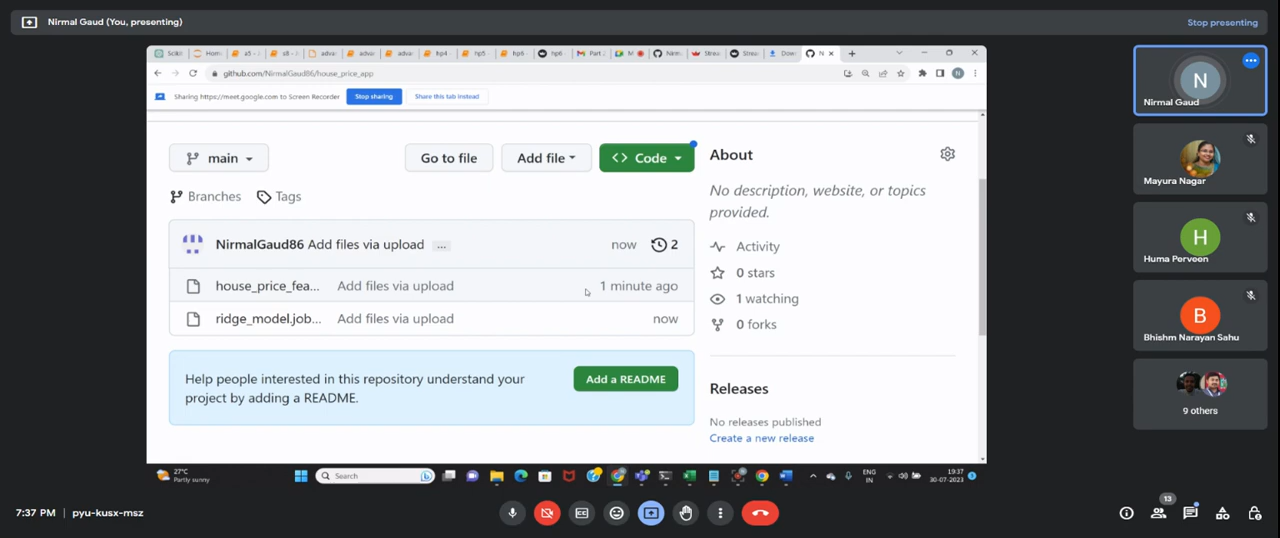 Nirmal Gaud (You, presenting)
Stop presenting
Home
github.com/NirmalGaud86/house_price_app
Sharing https://meet.google.com to Screen Recorder
Stop sharing
Share this tab instead
main
Go to file
Add file
<> Code
About
Branches
Tags
No description, website, or topics
provided.
NirmalGaud86 Add files via upload ...
now
2
Activity
house_price_fea...
Add files via upload
1 minute ago
0 stars
1 watching
ridge_model.job...
Add files via upload
now
0 forks
Help people interested in this repository understand your
project by adding a README.
Add a README
Releases
No releases published
Create a new release
27°C
Partly sunny
Search
ENG
IN
19:37
30-07-2023
N
Nirmal Gaud
Mayura Nagar
H
Huma Perveen
B
Bhishm Narayan Sahu
9 others
7:37 PM | pyu-kusx-msz
13